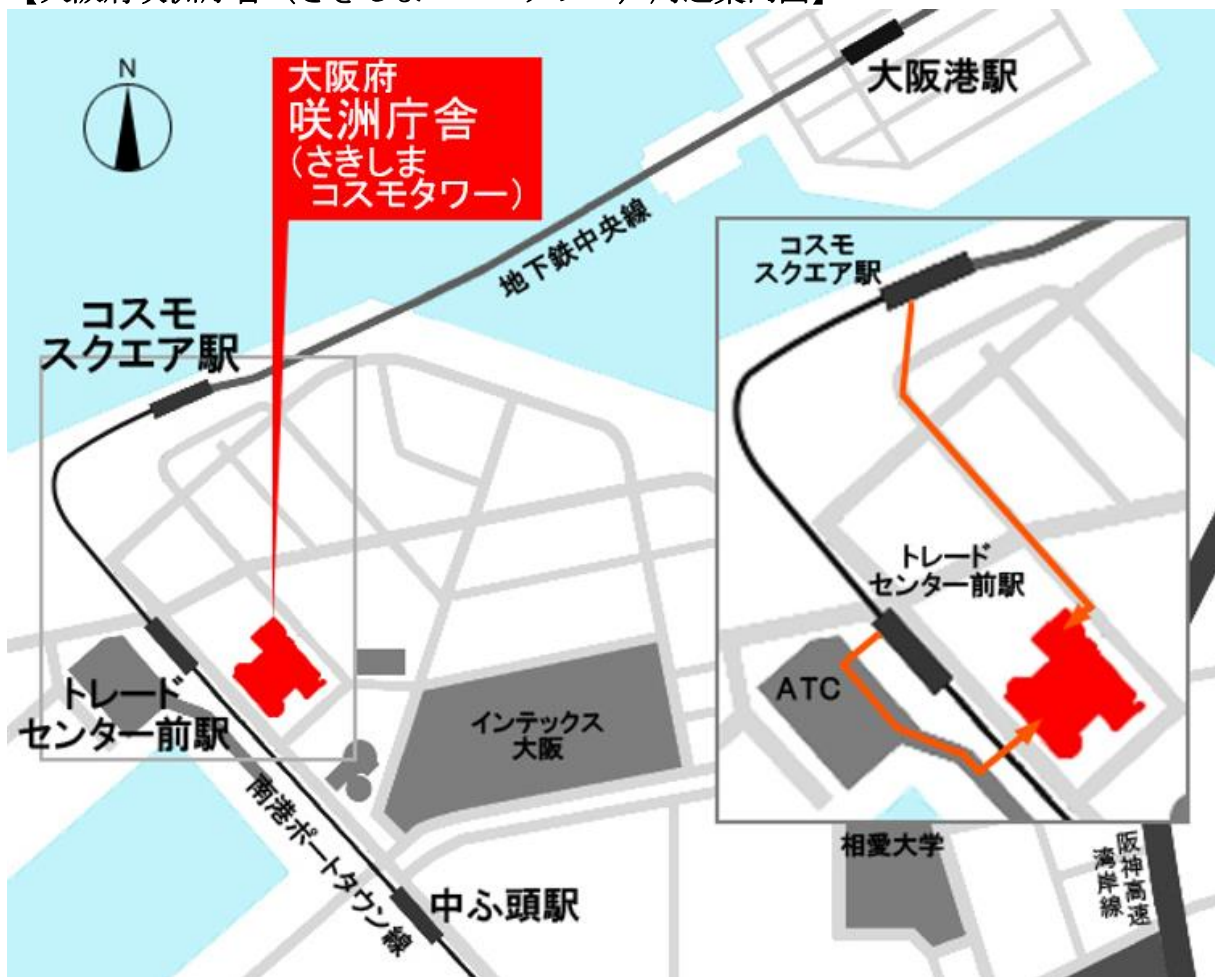 N
大阪府
咲洲庁舎
(さきしま
コスモタワー)
大阪港駅
地下鉄中央線
コスモ
スクエア駅
トレード
センター前駅
インテックス
大阪
南港ポートタウン線
中ふ頭駅
コスモ
スクエア駅
トレード
センター前駅
ATC
相愛大学
阪神高速
湾岸線